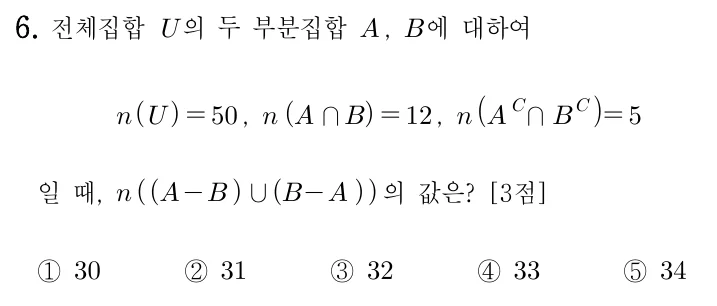 6. 전체집합 U의 두 부분집합 A, B에 대하여
n(U)=50, n(A∩B)=12, n(A^C∩B^C)=5
일 때, n((A-B)∪(B-A))의 값은? [3점]
① 30 ② 31 ③ 32 ④ 33 ⑤ 34